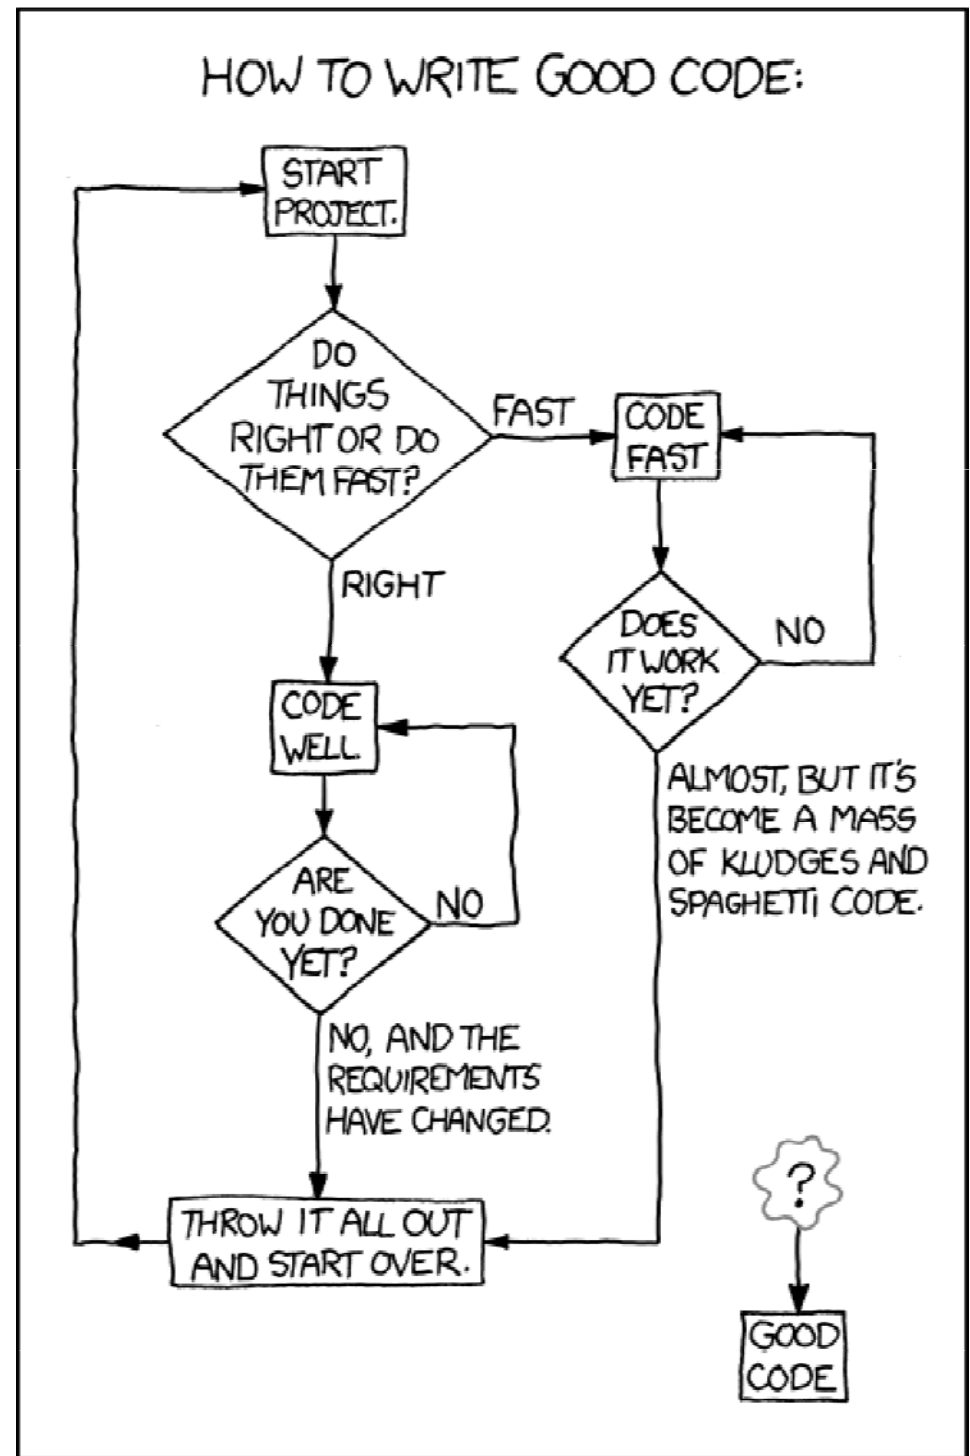 HOW TO WRITE GOOD CODE:
START
PROJECT.
DO
THINGS
RIGHT OR DO
THEM FAST?
FAST
CODE
FAST
RIGHT
DOES
IT WORK
YET?
NO
CODE
WELL.
ALMOST, BUT IT'S
BECOME A MASS
OF KLUDGES AND
SPAGHETTI CODE.
ARE
YOU DONE
YET?
NO
NO, AND THE
REQUIREMENTS
HAVE CHANGED.
THROW IT ALL OUT
AND START OVER.
?
GOOD
CODE